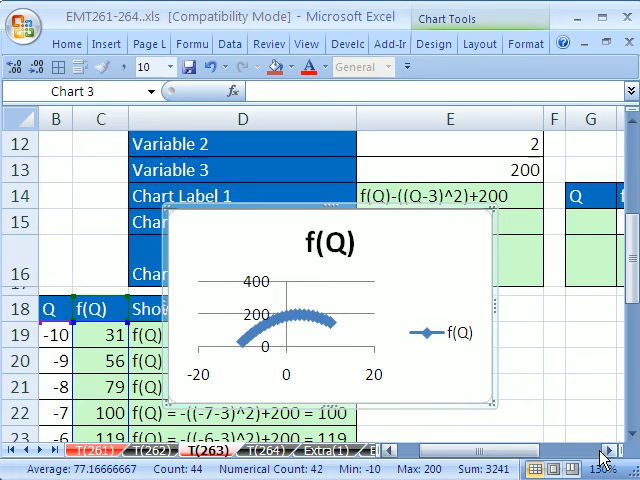 EMT261-264..xls [Compatibility Mode] - Microsoft Excel
Chart Tools
Home Insert Page L Formu Data Reviev View Develc Add-Ir Design Layout Format
10 General
Chart 3 fx
B C D E F G
12 Variable 2 2
13 Variable 3 200
14 Chart Label 1 f(Q)-((Q-3)^2)+200 Q f
15 Char
16 Char
17
18 Q f(Q) Sho
19 -10 31 f(Q)
20 -9 56 f(Q)
21 -8 79 f(Q)
22 -7 100 f(Q) = -((-7-3)^2)+200 = 100
23 -6 119 f(Q) = -((-6-3)^2)+200 = 119
f(Q)
400
200
0
-20 0 20
f(Q)
T(261) T(262) T(263) T(264) Extra(1) E
Average: 77.16666667 Count: 44 Numerical Count: 42 Min: -10 Max: 200 Sum: 3241